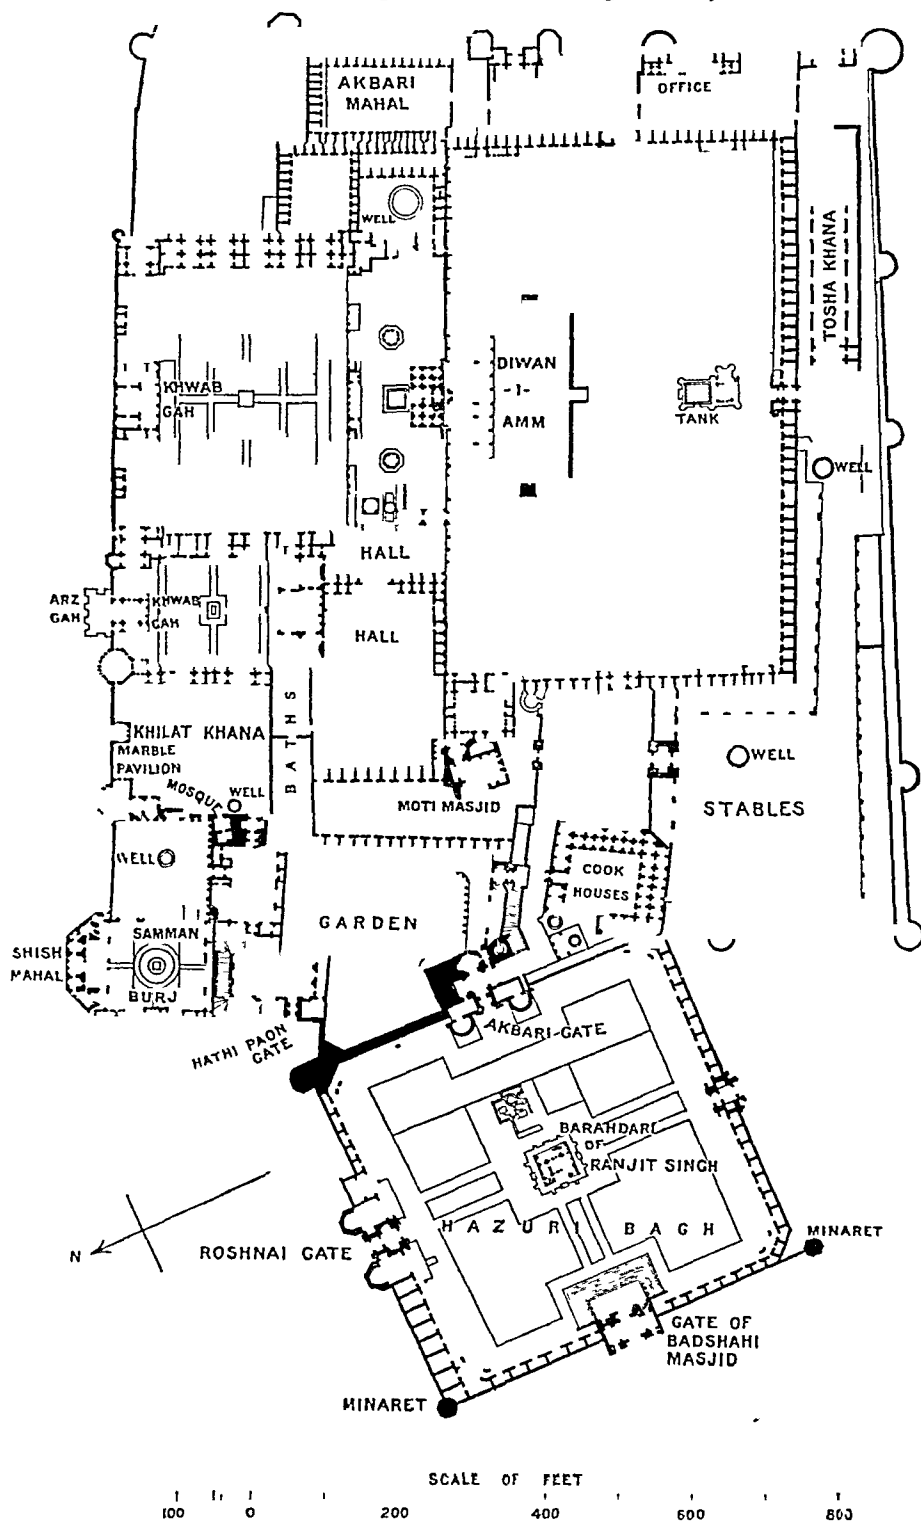 AKBARI
MAHAL
OFFICE
WELL
TOSHA KHANA
KHWAB
GAH
DIWAN
-I-
AMM
TANK
WELL
HALL
ARZ
GAH
KHWAB
GAH
HALL
KHILAT KHANA
MARBLE
PAVILION
BATHS
MOSQUE
WELL
MOTI MASJID
WELL
STABLES
WELL
COOK
HOUSES
GARDEN
SHISH
MAHAL
SAMMAN
BURJ
HATHI PAON
GATE
AKBARI-GATE
BARAHDARI
OF
RANJIT SINGH
HAZURI BAGH
N
ROSHNAI GATE
MINARET
GATE OF
BADSHAHI
MASJID
MINARET
SCALE OF FEET
100 0 200 400 600 800